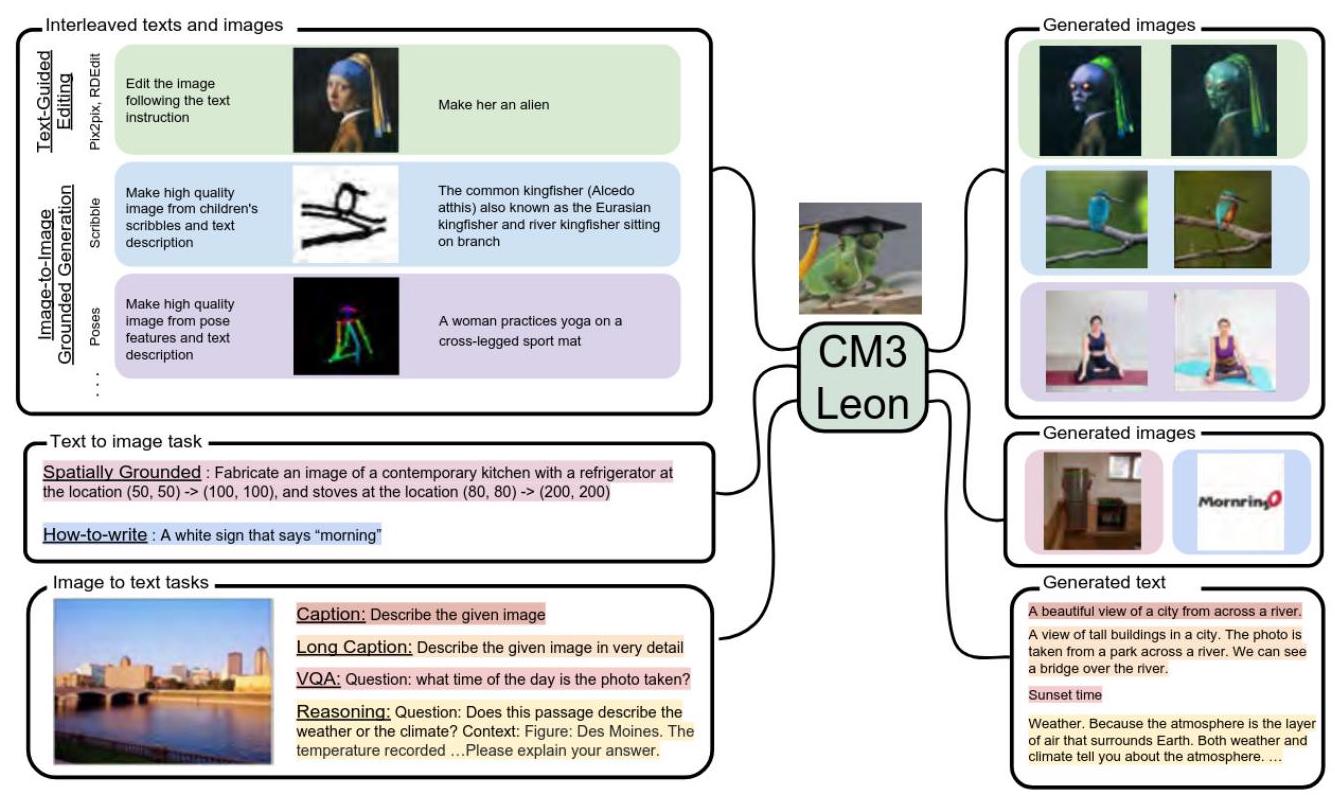 Interleaved texts and images
Text-Guided
Editing
Pix2pix, RDEdit
Edit the image
following the text
instruction
Make her an alien
Image-to-Image
Grounded Generation
Scribble
Make high quality
image from children's
scribbles and text
description
The common kingfisher (Alcedo
atthis) also known as the Eurasian
kingfisher and river kingfisher sitting
on branch
Poses
Make high quality
image from pose
features and text
description
A woman practices yoga on a
cross-legged sport mat
. . .
Text to image task
Spatially Grounded : Fabricate an image of a contemporary kitchen with a refrigerator at
the location (50, 50) -> (100, 100), and stoves at the location (80, 80) -> (200, 200)
How-to-write : A white sign that says “morning”
Image to text tasks
Caption: Describe the given image
Long Caption: Describe the given image in very detail
VQA: Question: what time of the day is the photo taken?
Reasoning: Question: Does this passage describe the
weather or the climate? Context: Figure: Des Moines. The
temperature recorded …Please explain your answer.
CM3
Leon
Generated images
Generated images
Mornring
Generated text
A beautiful view of a city from across a river.
A view of tall buildings in a city. The photo is
taken from a park across a river. We can see
a bridge over the river.
Sunset time
Weather. Because the atmosphere is the layer
of air that surrounds Earth. Both weather and
climate tell you about the atmosphere. …